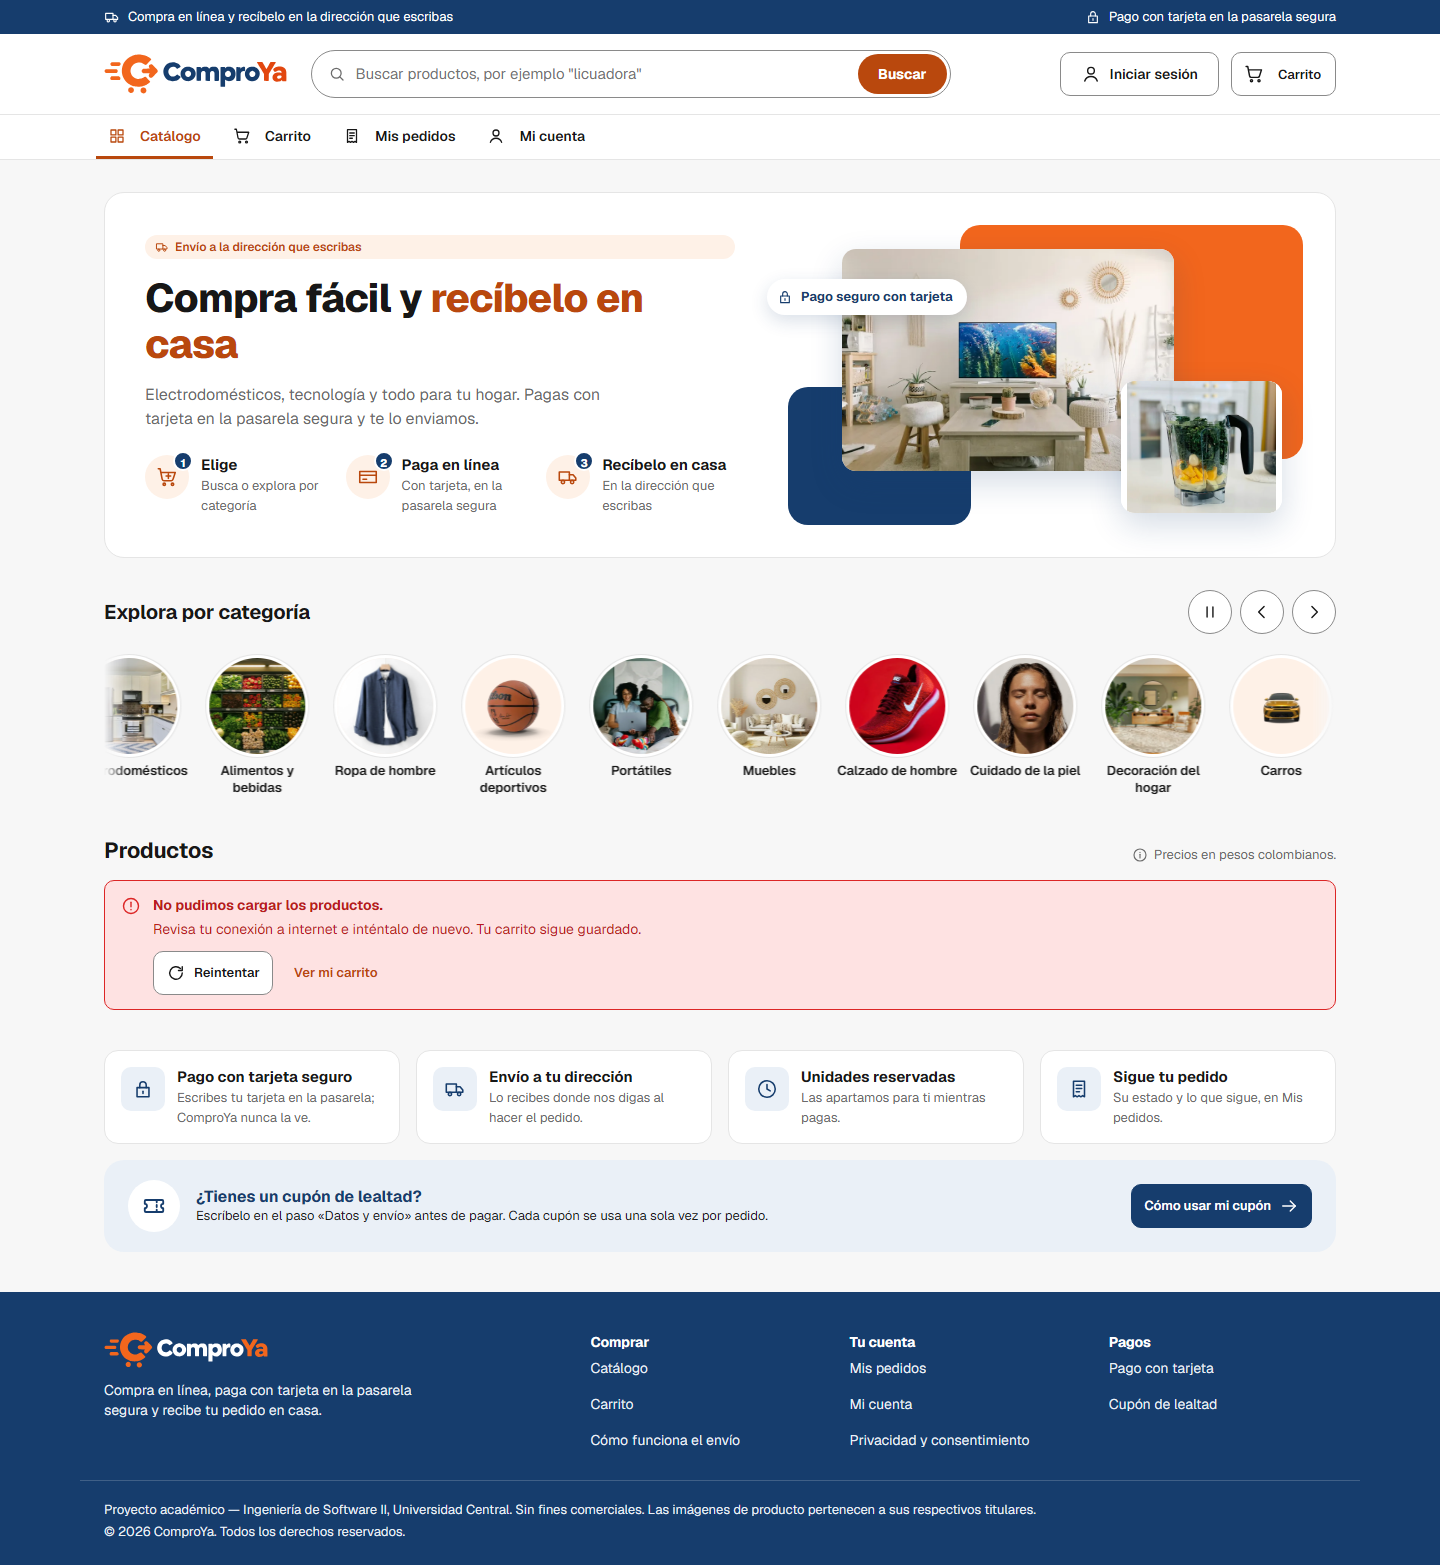 Compra en línea y recíbelo en la dirección que escribas
Pago con tarjeta en la pasarela segura
ComproYa
Buscar productos, por ejemplo "licuadora"
Buscar
Iniciar sesión
Carrito
Catálogo
Carrito
Mis pedidos
Mi cuenta
Envío a la dirección que escribas
Compra fácil y recíbelo en
casa
Electrodomésticos, tecnología y todo para tu hogar. Pagas con
tarjeta en la pasarela segura y te lo enviamos.
1
Elige
Busca o explora por
categoría
2
Paga en línea
Con tarjeta, en la
pasarela segura
3
Recíbelo en casa
En la dirección que
escribas
Pago seguro con tarjeta
Explora por categoría
rodomésticos
Alimentos y
bebidas
Ropa de hombre
Artículos
deportivos
Portátiles
Muebles
Calzado de hombre
Cuidado de la piel
Decoración del
hogar
Carros
Productos
Precios en pesos colombianos.
No pudimos cargar los productos.
Revisa tu conexión a internet e inténtalo de nuevo. Tu carrito sigue guardado.
Reintentar
Ver mi carrito
Pago con tarjeta seguro
Escribes tu tarjeta en la pasarela;
ComproYa nunca la ve.
Envío a tu dirección
Lo recibes donde nos digas al
hacer el pedido.
Unidades reservadas
Las apartamos para ti mientras
pagas.
Sigue tu pedido
Su estado y lo que sigue, en Mis
pedidos.
¿Tienes un cupón de lealtad?
Escríbelo en el paso «Datos y envío» antes de pagar. Cada cupón se usa una sola vez por pedido.
Cómo usar mi cupón
ComproYa
Compra en línea, paga con tarjeta en la pasarela
segura y recibe tu pedido en casa.
Comprar
Catálogo
Carrito
Cómo funciona el envío
Tu cuenta
Mis pedidos
Mi cuenta
Privacidad y consentimiento
Pagos
Pago con tarjeta
Cupón de lealtad
Proyecto académico — Ingeniería de Software II, Universidad Central. Sin fines comerciales. Las imágenes de producto pertenecen a sus respectivos titulares.
© 2026 ComproYa. Todos los derechos reservados.